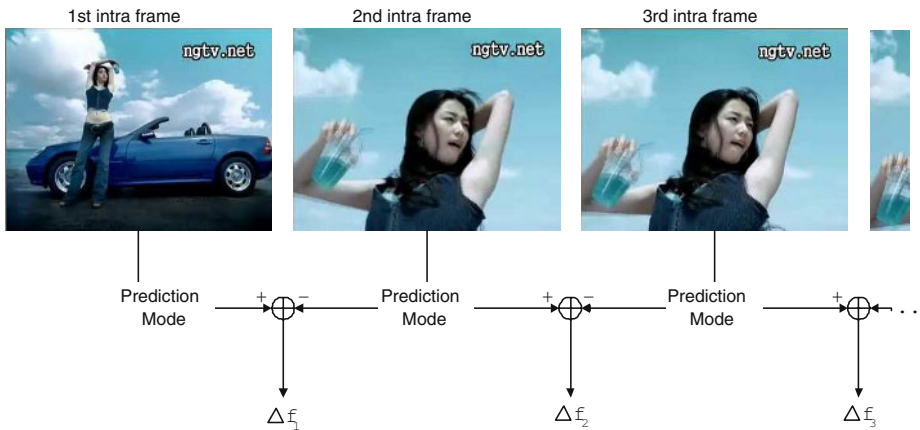 1st intra frame
2nd intra frame
3rd intra frame
ngtv.net
ngtv.net
ngtv.net
Prediction
Mode
+
−
Prediction
Mode
+
−
Prediction
Mode
+
. .
Δf1
Δf2
Δf3